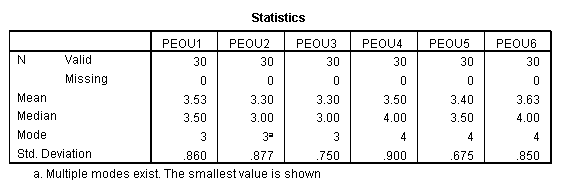 Statistics
PEOU1 PEOU2 PEOU3 PEOU4 PEOU5 PEOU6
N Valid 30 30 30 30 30 30
Missing 0 0 0 0 0 0
Mean 3.53 3.30 3.30 3.50 3.40 3.63
Median 3.50 3.00 3.00 4.00 3.50 4.00
Mode 3 3a 3 4 4 4
Std. Deviation .860 .877 .750 .900 .675 .850
a. Multiple modes exist. The smallest value is shown